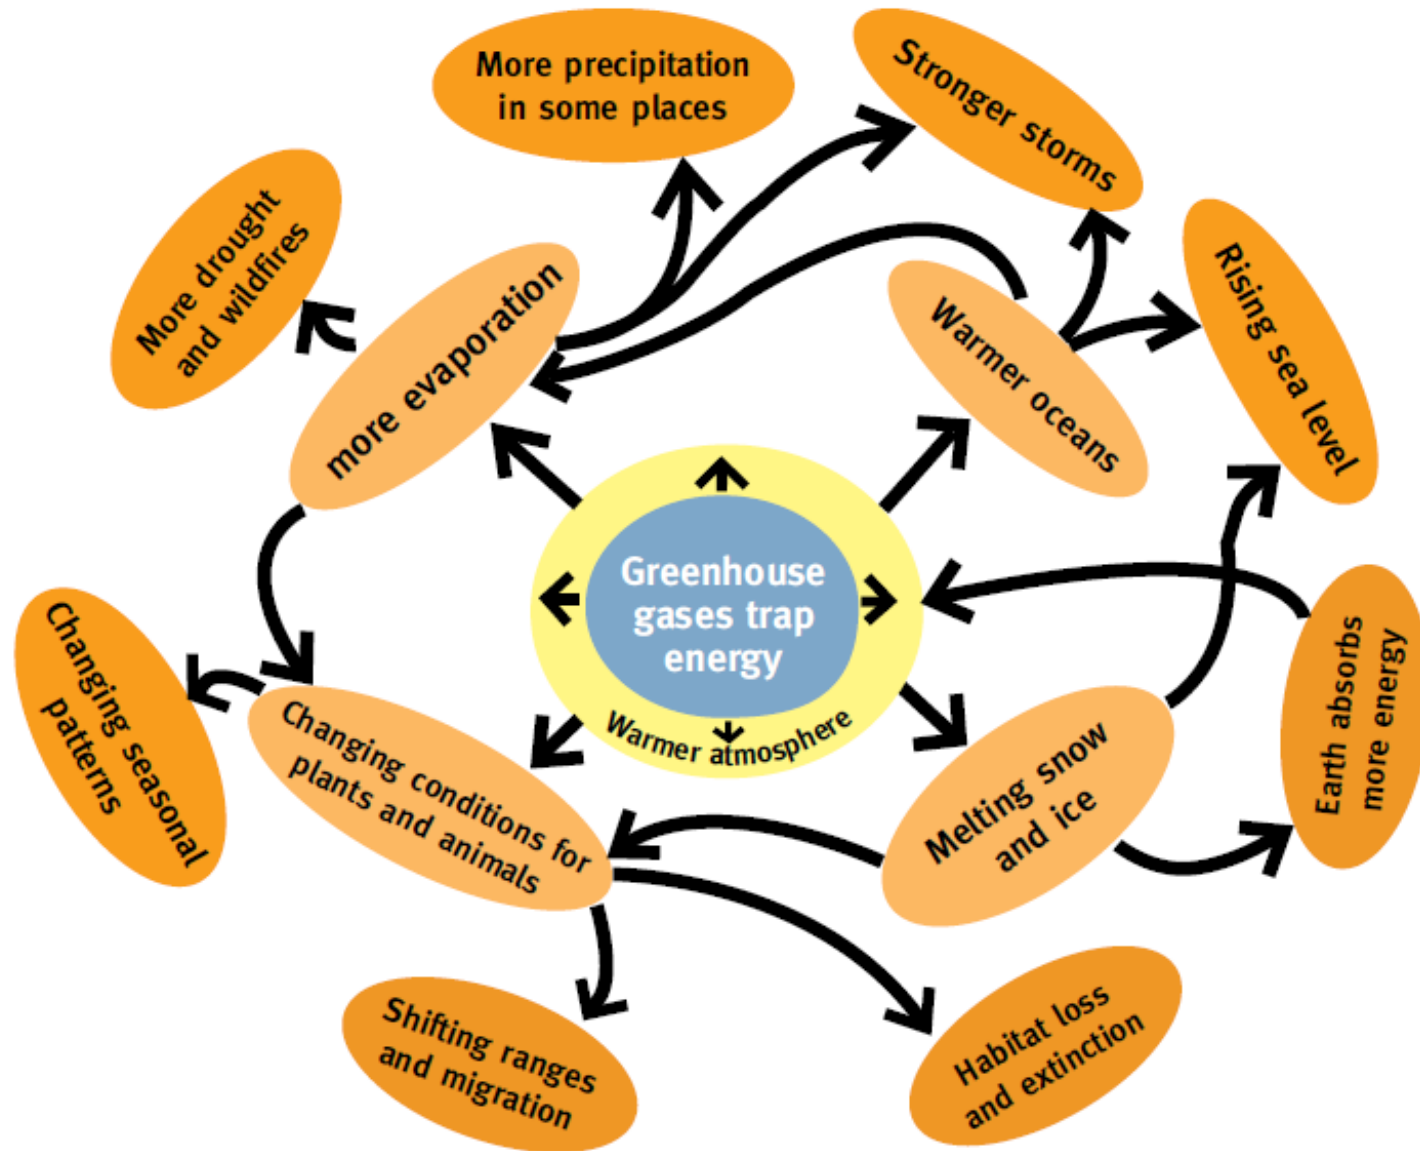 More precipitation
in some places
Stronger storms
More drought
and wildfires
more evaporation
Warmer oceans
Rising sea level
Greenhouse
gases trap
energy
Warmer atmosphere
Changing seasonal
patterns
Changing conditions for
plants and animals
Melting snow
and ice
Earth absorbs
more energy
Shifting ranges
and migration
Habitat loss
and extinction